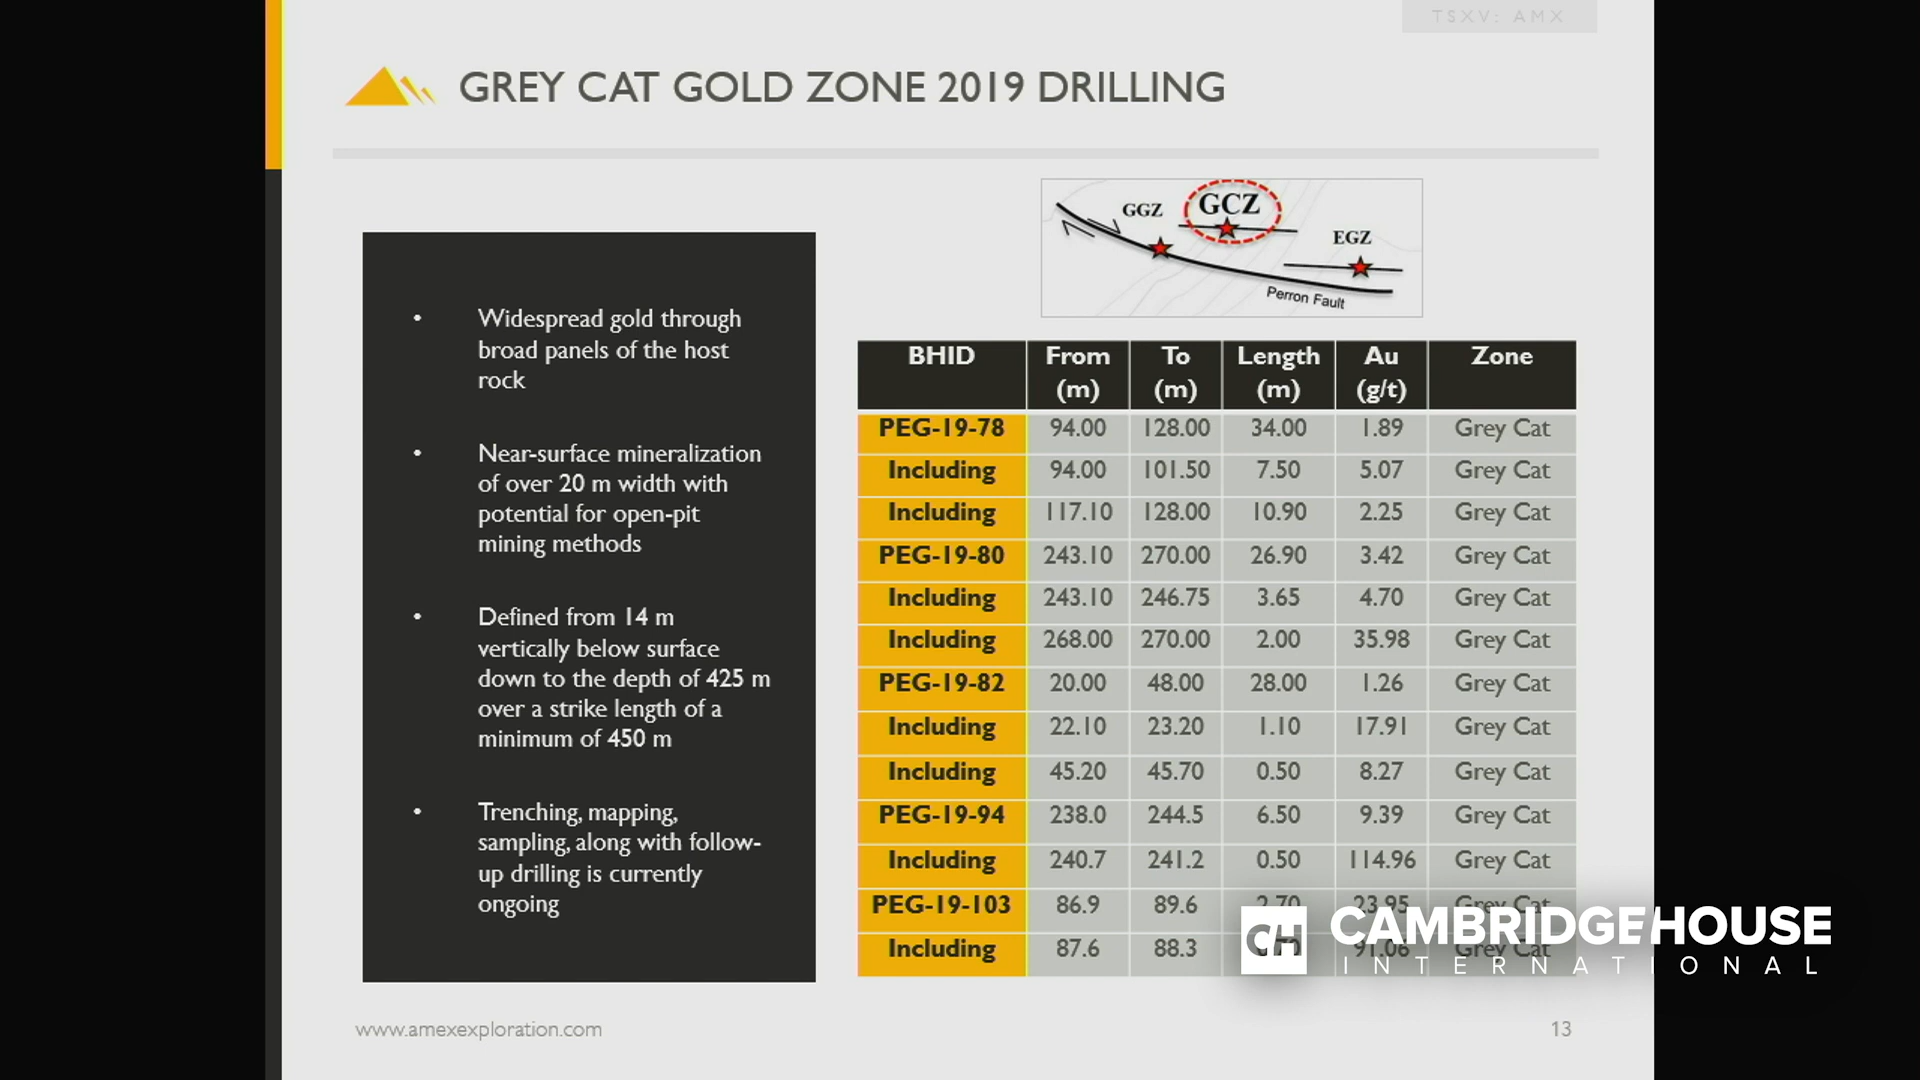 TSXV: AMX
GREY CAT GOLD ZONE 2019 DRILLING
• Widespread gold through
broad panels of the host
rock
• Near-surface mineralization
of over 20 m width with
potential for open-pit
mining methods
• Defined from 14 m
vertically below surface
down to the depth of 425 m
over a strike length of a
minimum of 450 m
• Trenching, mapping,
sampling, along with follow-
up drilling is currently
ongoing
GGZ
GCZ
EGZ
Perron Fault
BHID From (m) To (m) Length (m) Au (g/t) Zone
PEG-19-78 94.00 128.00 34.00 1.89 Grey Cat
Including 94.00 101.50 7.50 5.07 Grey Cat
Including 117.10 128.00 10.90 2.25 Grey Cat
PEG-19-80 243.10 270.00 26.90 3.42 Grey Cat
Including 243.10 246.75 3.65 4.70 Grey Cat
Including 268.00 270.00 2.00 35.98 Grey Cat
PEG-19-82 20.00 48.00 28.00 1.26 Grey Cat
Including 22.10 23.20 1.10 17.91 Grey Cat
Including 45.20 45.70 0.50 8.27 Grey Cat
PEG-19-94 238.0 244.5 6.50 9.39 Grey Cat
Including 240.7 241.2 0.50 114.96 Grey Cat
PEG-19-103 86.9 89.6 2.70 23.95 Grey Cat
Including 87.6 88.3 91.06 Grey Cat
CH CAMBRIDGEHOUSE
INTERNATIONAL
www.amexexploration.com
13